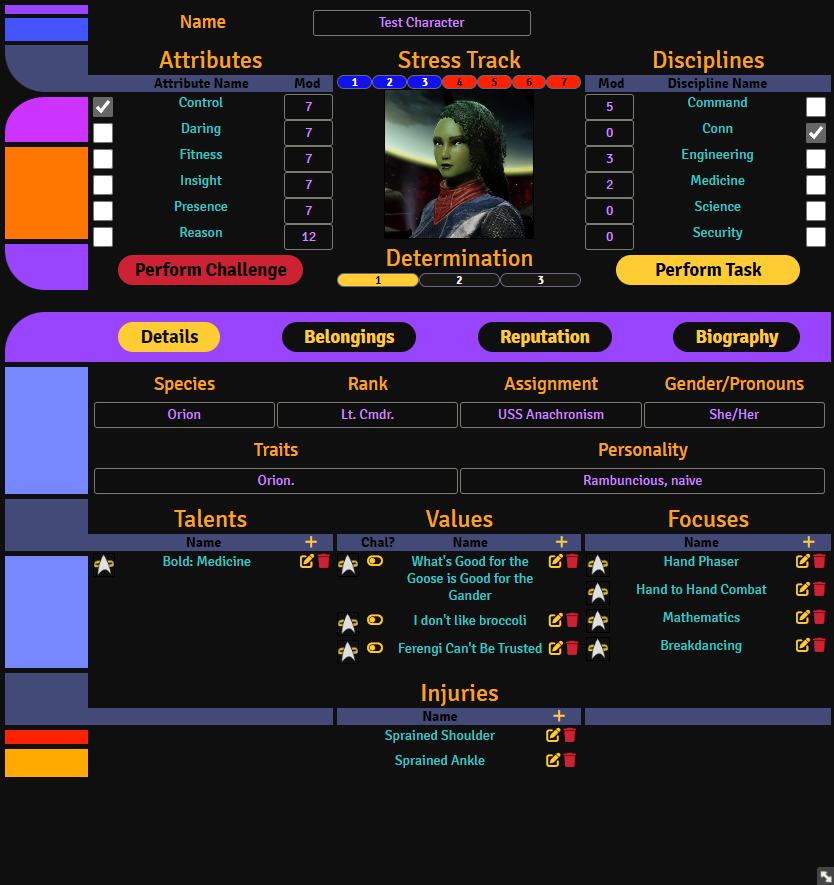 Name
Test Character
Attributes
Stress Track
Disciplines
Attribute Name Mod
1 2 3 4 5 6 7
Mod Discipline Name
Control 7
5 Command
Daring 7
0 Conn
Fitness 7
3 Engineering
Insight 7
2 Medicine
Presence 7
0 Science
Reason 12
0 Security
Determination
Perform Challenge
1 2 3
Perform Task
Details Belongings Reputation Biography
Species Rank Assignment Gender/Pronouns
Orion Lt. Cmdr. USS Anachronism She/Her
Traits Personality
Orion. Rambuncious, naive
Talents Values Focuses
Name +
Chal? Name +
Name +
Bold: Medicine
What's Good for the
Goose is Good for the
Gander
I don't like broccoli
Ferengi Can't Be Trusted
Hand Phaser
Hand to Hand Combat
Mathematics
Breakdancing
Injuries
Name +
Sprained Shoulder
Sprained Ankle